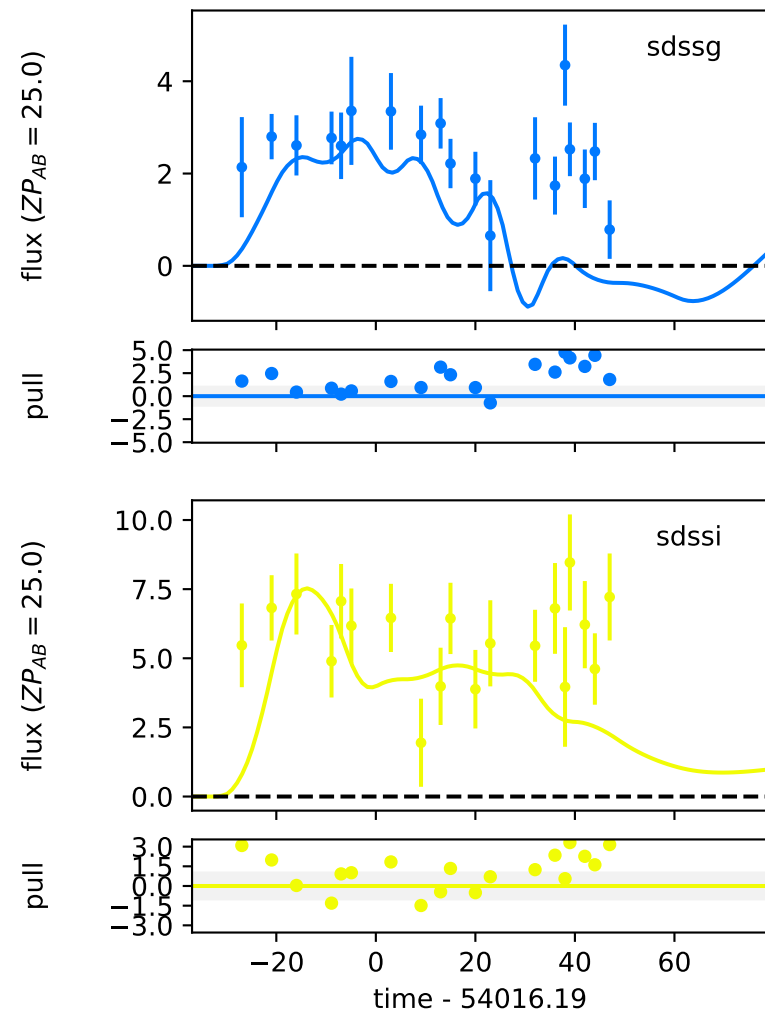 sdssg
flux (ZP_AB = 25.0)
4
2
0
pull
5.0
2.5
0.0
−2.5
−5.0
sdssi
flux (ZP_AB = 25.0)
10.0
7.5
5.0
2.5
0.0
pull
3.0
1.5
0.0
−1.5
−3.0
−20 0 20 40 60 80
time - 54016.19